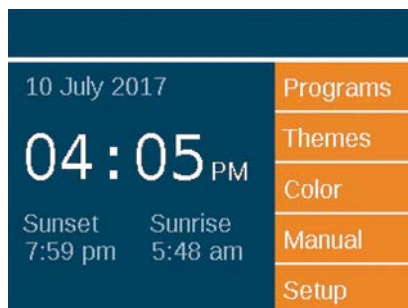 10 July 2017
04:05 PM
Sunset Sunrise
7:59 pm 5:48 am
Programs
Themes
Color
Manual
Setup